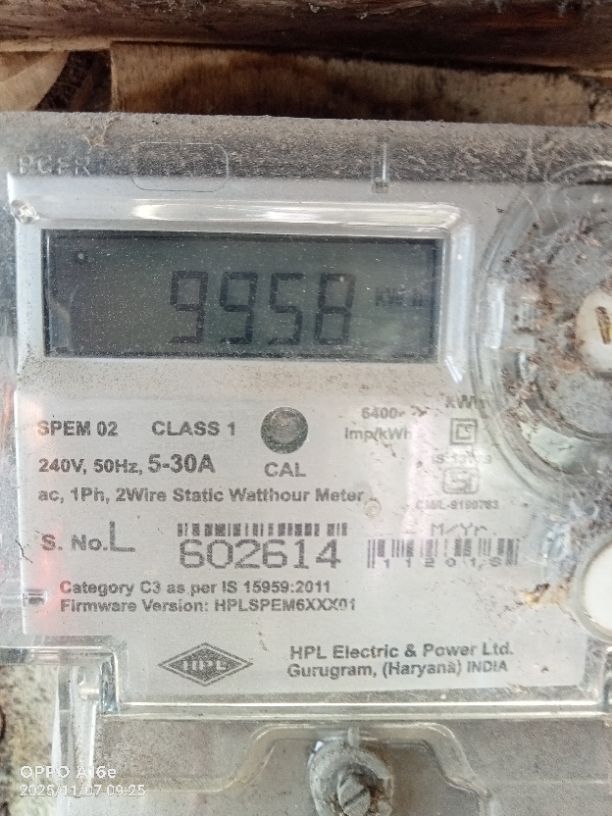 9958 kWh
SPEM 02 CLASS 1
6400
Imp/kWh
240V, 50Hz, 5-30A
CAL
ac, 1Ph, 2Wire Static Watthour Meter
S. No. L 602614
M/Yr
Category C3 as per IS 15959:2011
Firmware Version: HPLSPEM6XXX01
HPL
HPL Electric & Power Ltd.
Gurugram, (Haryana) INDIA
OPPO A16e
2025/11/07 09:25